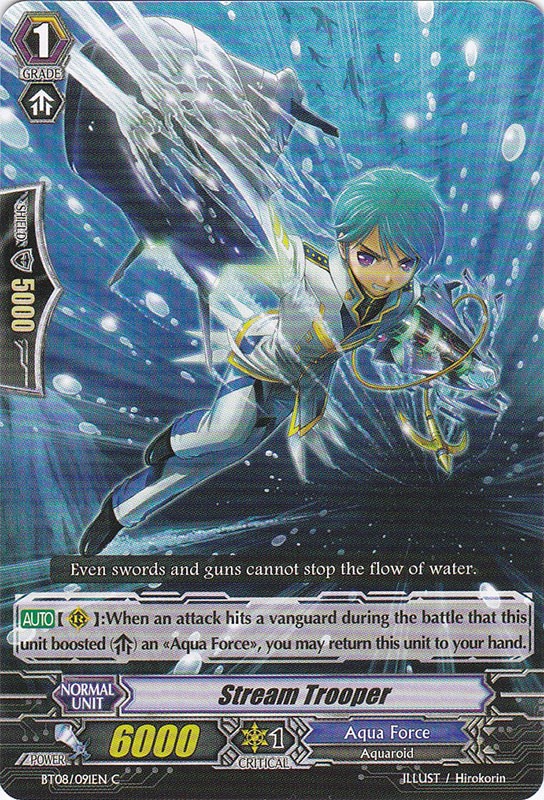 1
GRADE
SHIELD
5000
Even swords and guns cannot stop the flow of water.
AUTO 【 R 】:When an attack hits a vanguard during the battle that this
unit boosted ( ) an «Aqua Force», you may return this unit to your hand.
NORMAL
UNIT
Stream Trooper
POWER
6000
1
CRITICAL
Aqua Force
Aquaroid
BT08/091EN C
ILLUST / Hirokorin